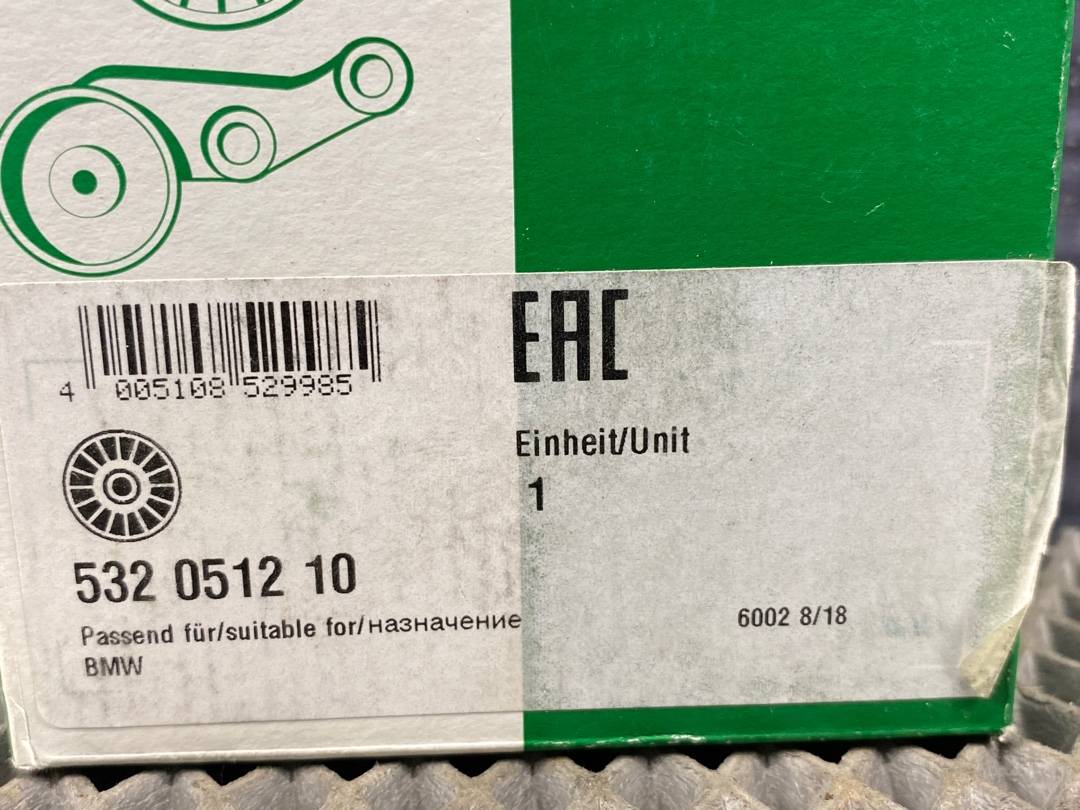 EAC
4 005108 529985
Einheit/Unit
1
532 0512 10
Passend für/suitable for/назначение
BMW
6002 8/18